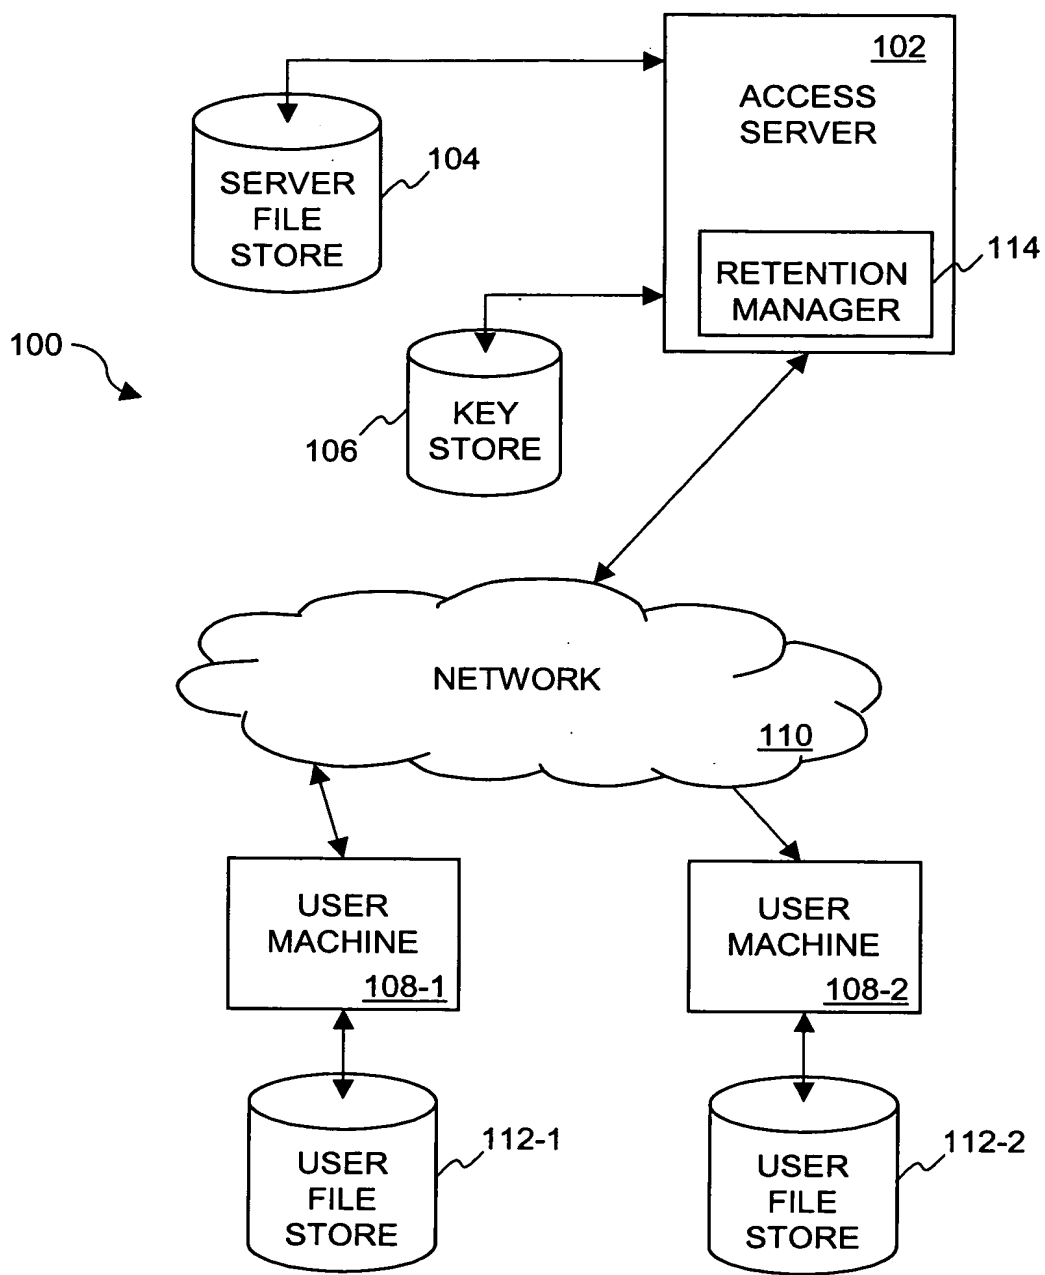 102
ACCESS
SERVER
104
SERVER
FILE
STORE
114
RETENTION
MANAGER
100
KEY
STORE
106
NETWORK
110
USER
MACHINE
108-1
USER
MACHINE
108-2
112-1
USER
FILE
STORE
112-2
USER
FILE
STORE